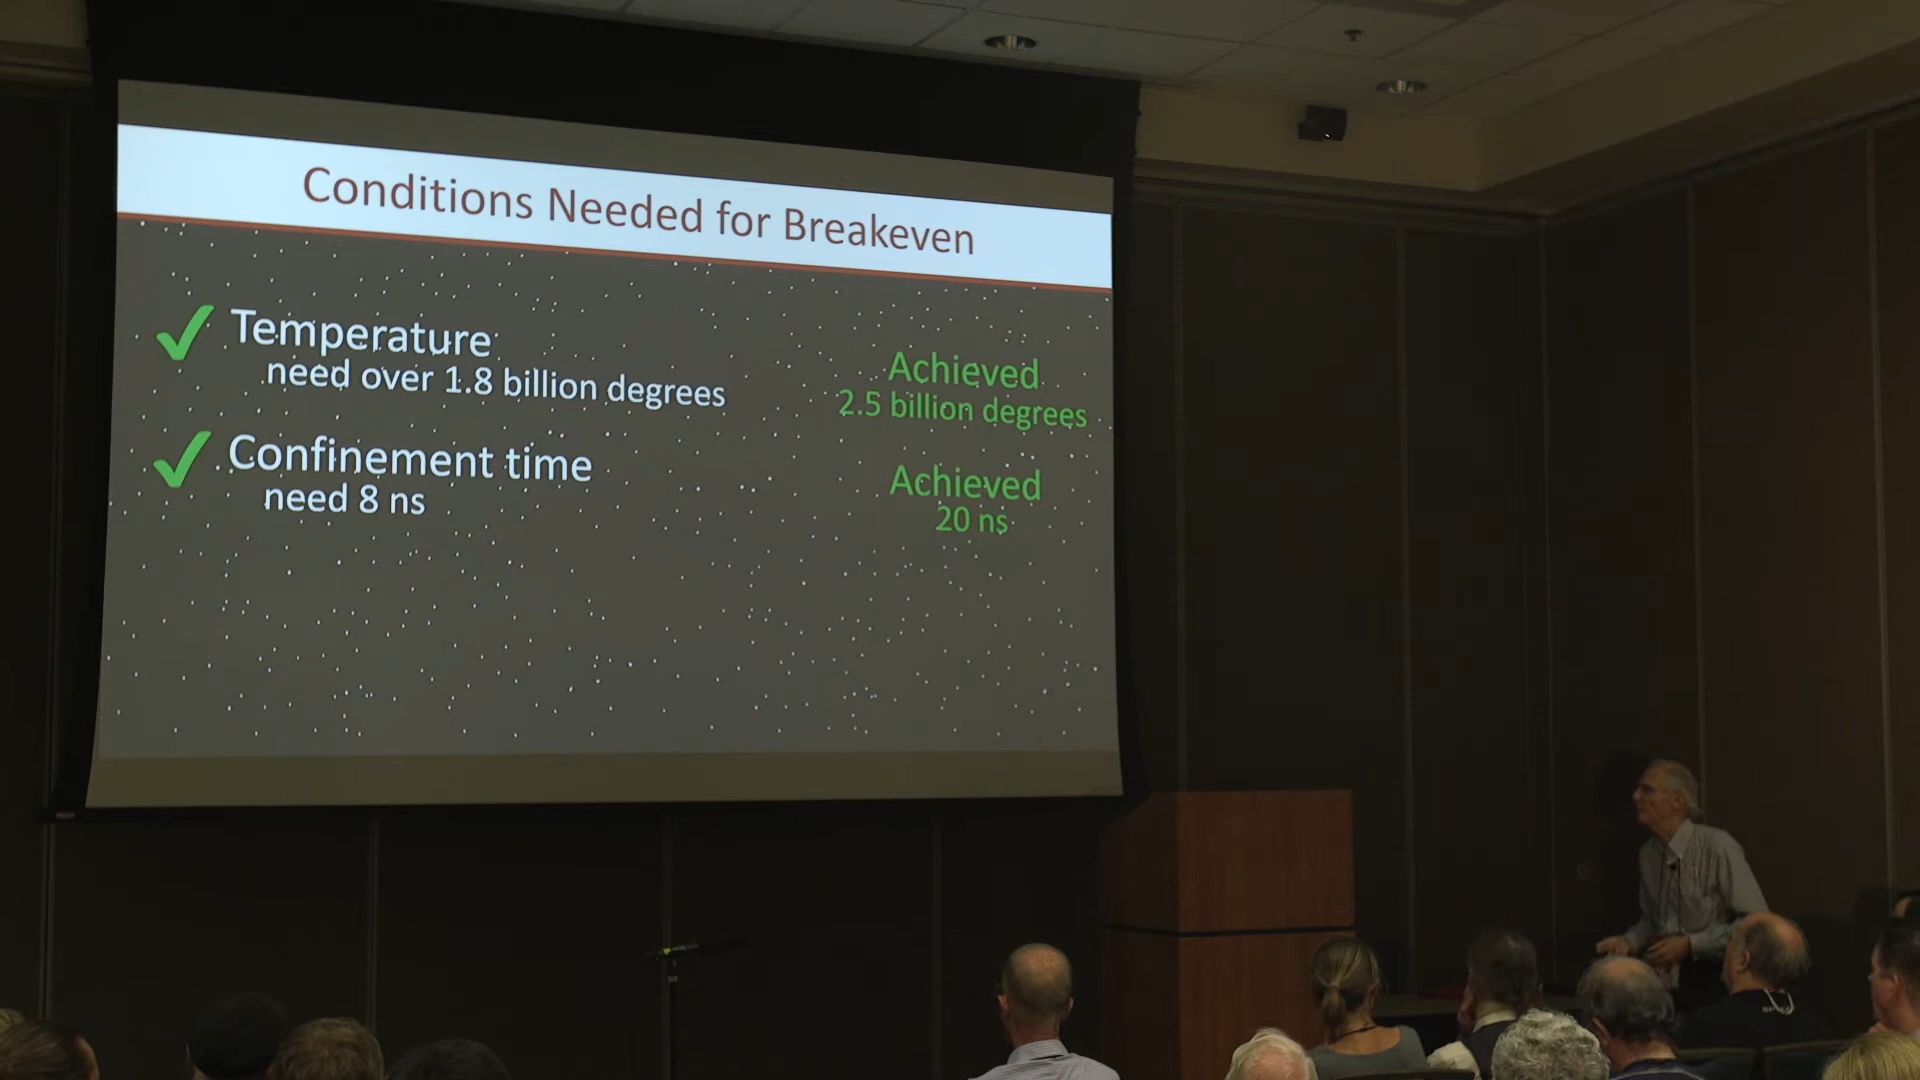 Conditions Needed for Breakeven
✓ Temperature
need over 1.8 billion degrees
Achieved
2.5 billion degrees
✓ Confinement time
need 8 ns
Achieved
20 ns